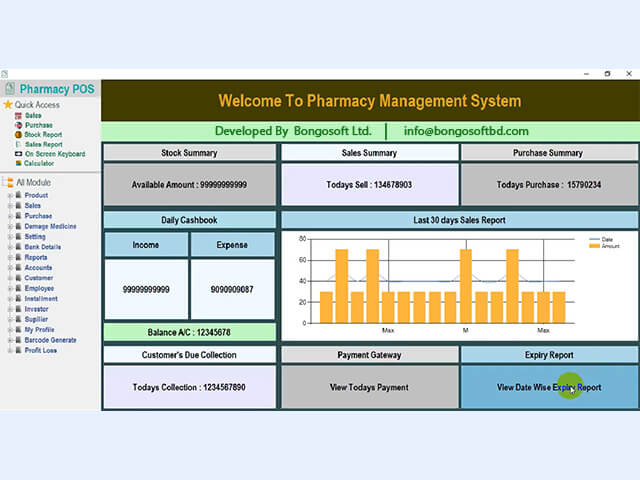 Pharmacy POS
Quick Access
Sales
Purchase
Stock Report
Sales Report
On Screen Keyboard
Calculator
All Module
Product
Sales
Purchase
Damage Medicine
Setting
Bank Details
Reports
Accounts
Customer
Employee
Installment
Investor
Supilier
My Profile
Barcode Generate
Profit Loss
Welcome To Pharmacy Management System
Developed By Bongosoft Ltd. | info@bongosoftbd.com
Stock Summary
Available Amount : 99999999999
Sales Summary
Todays Sell : 134678903
Purchase Summary
Todays Purchase : 15790234
Daily Cashbook
Income Expense
99999999999 9090909087
Balance A/C : 12345678
Last 30 days Sales Report
80
60
40
20
0
Max M Max
Date
Amount
Customer's Due Collection
Todays Collection : 1234567890
Payment Gateway
View Todays Payment
Expiry Report
View Date Wise Expiry Report